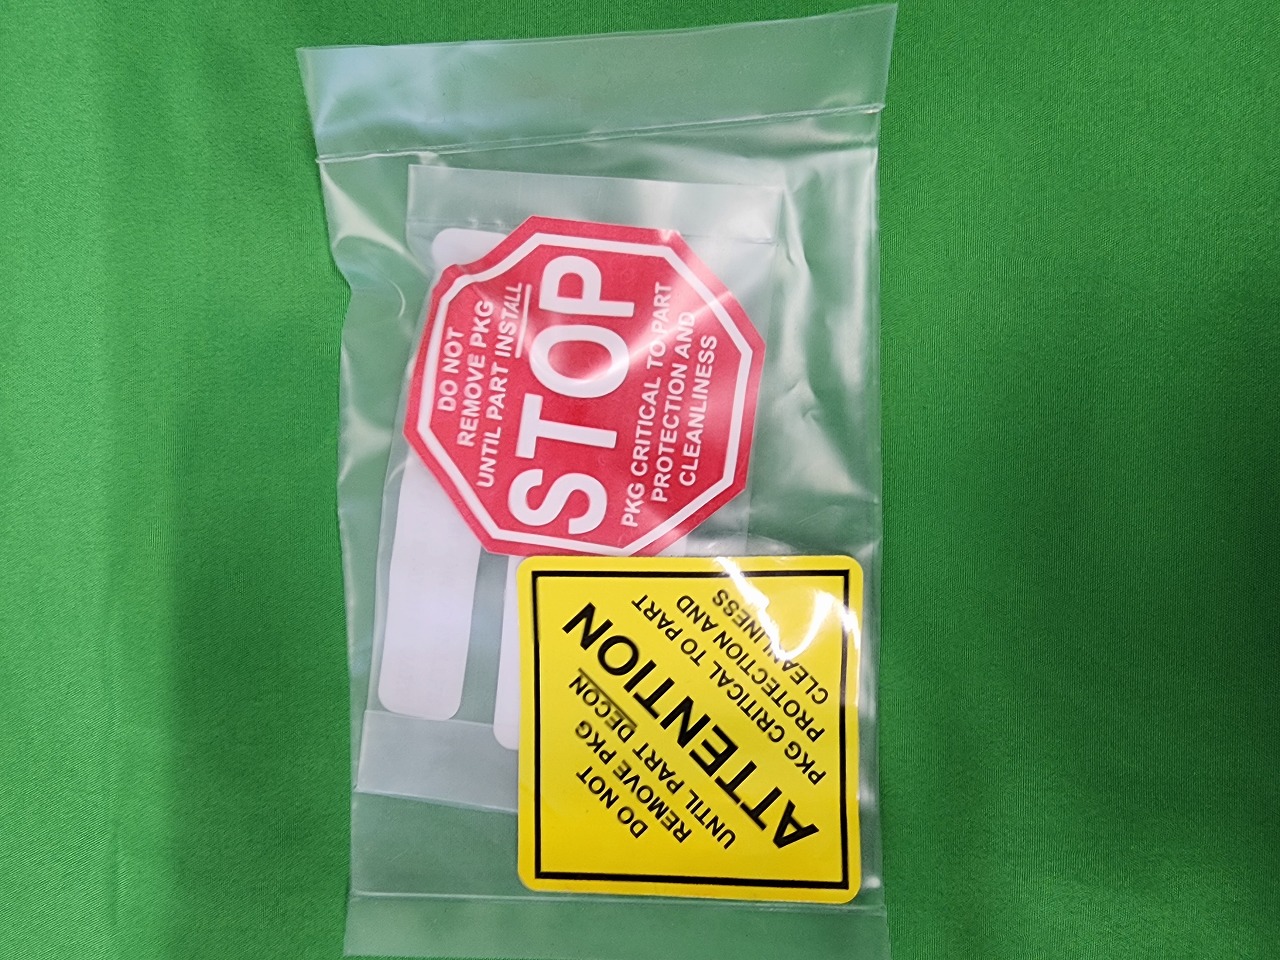 DO NOT
REMOVE PKG
UNTIL PART INSTALL
STOP
PKG CRITICAL TO PART
PROTECTION AND
CLEANLINESS
DO NOT
REMOVE PKG
UNTIL PART DECON
ATTENTION
PKG CRITICAL TO PART
PROTECTION AND
CLEANLINESS